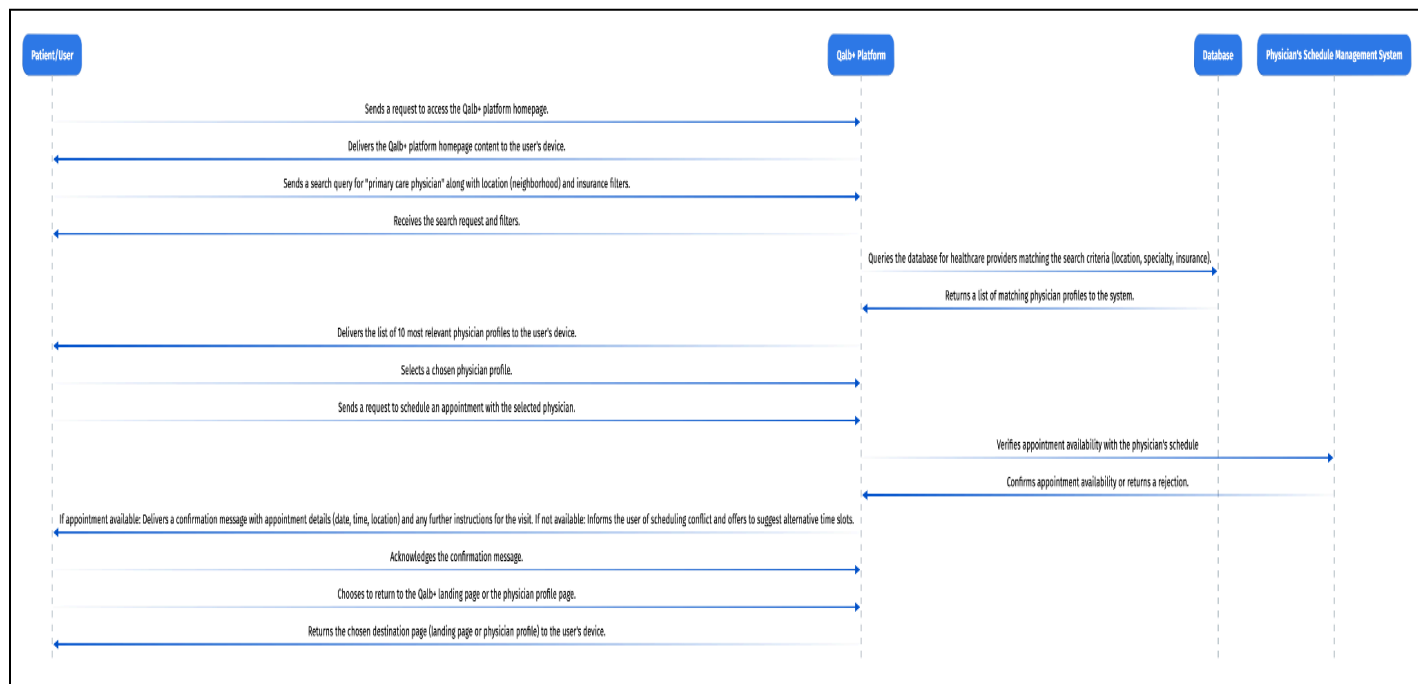 Patient/User
Qalb+ Platform
Database
Physician's Schedule Management System
Sends a request to access the Qalb+ platform homepage.
Delivers the Qalb+ platform homepage content to the user's device.
Sends a search query for "primary care physician" along with location (neighborhood) and insurance filters.
Receives the search request and filters.
Queries the database for healthcare providers matching the search criteria (location, specialty, insurance).
Returns a list of matching physician profiles to the system.
Delivers the list of 10 most relevant physician profiles to the user's device.
Selects a chosen physician profile.
Sends a request to schedule an appointment with the selected physician.
Verifies appointment availability with the physician's schedule
Confirms appointment availability or returns a rejection.
If appointment available: Delivers a confirmation message with appointment details (date, time, location) and any further instructions for the visit. If not available: Informs the user of scheduling conflict and offers to suggest alternative time slots.
Acknowledges the confirmation message.
Chooses to return to the Qalb+ landing page or the physician profile page.
Returns the chosen destination page (landing page or physician profile) to the user's device.